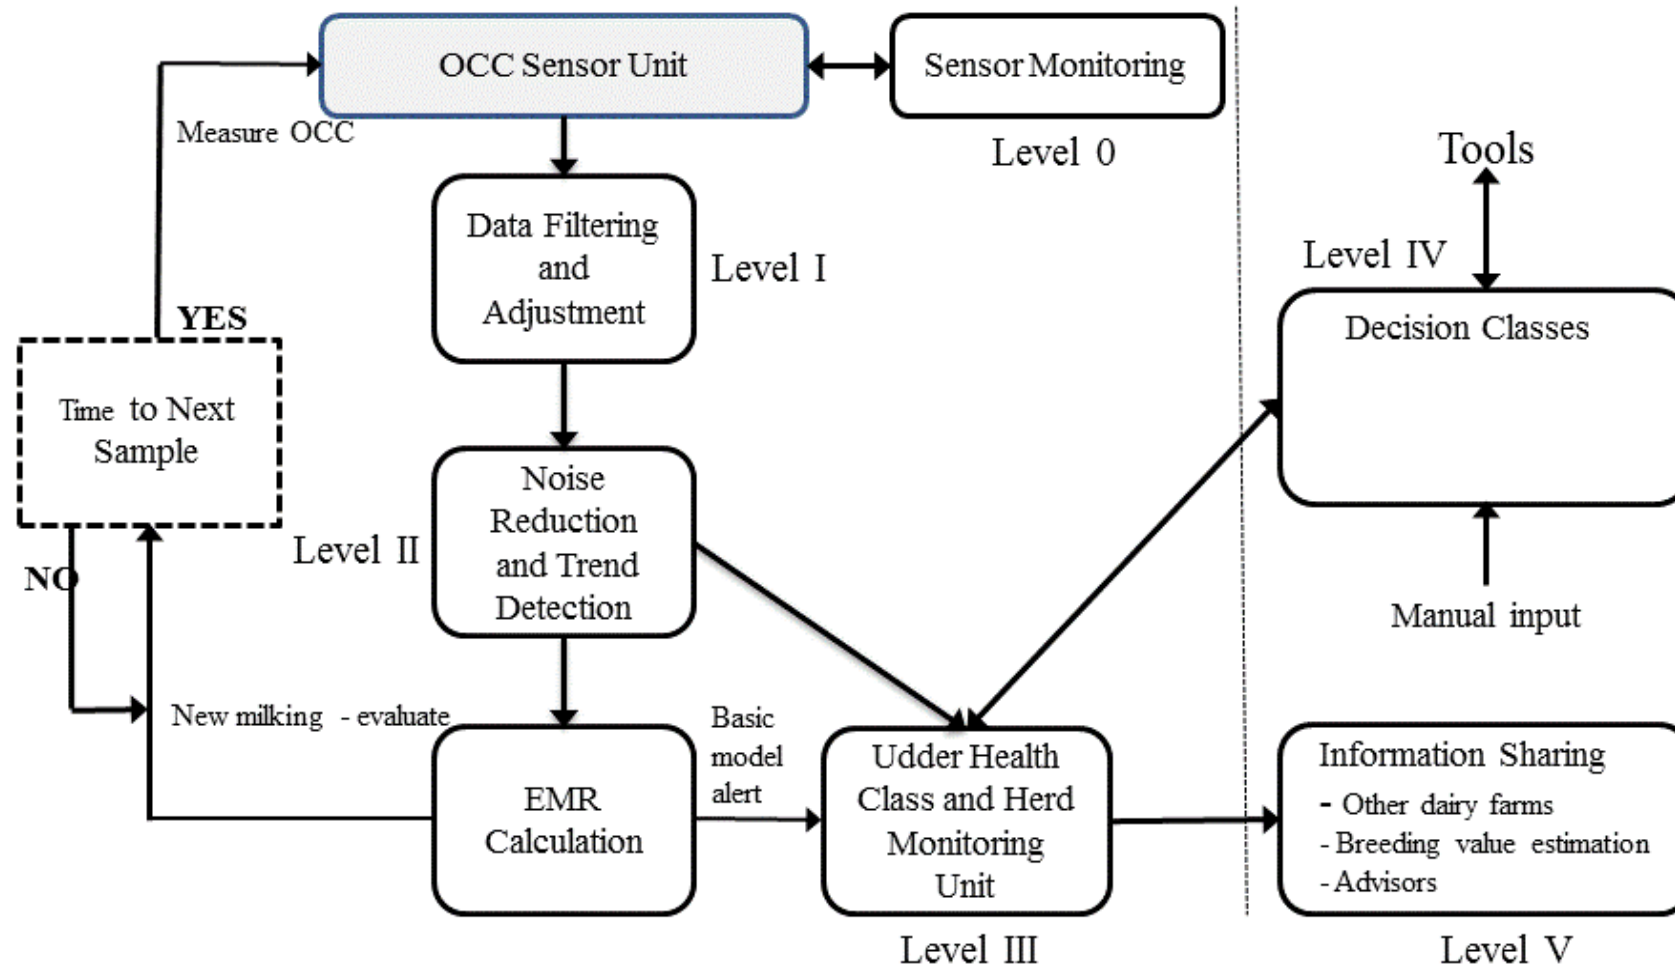 OCC Sensor Unit
Sensor Monitoring
Measure OCC
Level 0
Tools
Data Filtering
and
Adjustment
Level I
Level IV
Decision Classes
YES
Time to Next
Sample
NO
Noise
Reduction
and Trend
Detection
Level II
Manual input
New milking - evaluate
EMR
Calculation
Basic
model
alert
Udder Health
Class and Herd
Monitoring
Unit
Level III
Information Sharing
- Other dairy farms
- Breeding value estimation
- Advisors
Level V